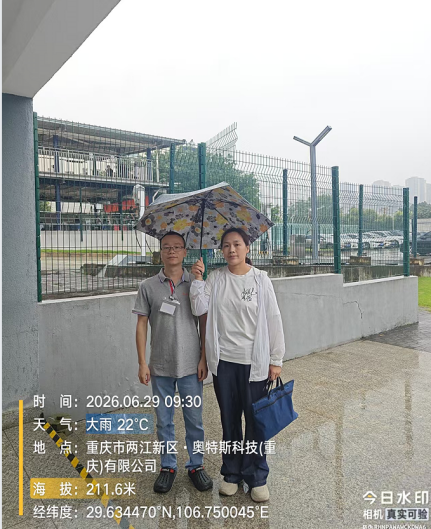 时 间：2026.06.29 09:30
天 气：大雨 22℃
地 点：重庆市两江新区·奥特斯科技(重
庆)有限公司
海 拔：211.6米
经纬度：29.634470°N,106.750045°E
今日水印
相机 真实可验